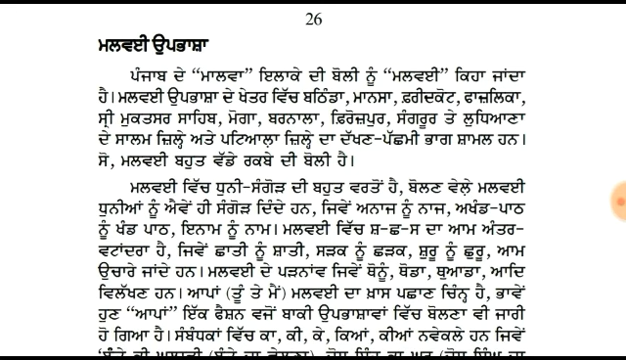 26
ਮਲਵਈ ਉਪਭਾਸ਼ਾ
ਪੰਜਾਬ ਦੇ “ਮਾਲਵਾ” ਇਲਾਕੇ ਦੀ ਬੋਲੀ ਨੂੰ “ਮਲਵਈ” ਕਿਹਾ ਜਾਂਦਾ
ਹੈ। ਮਲਵਈ ਉਪਭਾਸ਼ਾ ਦੇ ਖੇਤਰ ਵਿੱਚ ਬਠਿੰਡਾ, ਮਾਨਸਾ, ਫ਼ਰੀਦਕੋਟ, ਫਾਜ਼ਲਿਕਾ,
ਸ੍ਰੀ ਮੁਕਤਸਰ ਸਾਹਿਬ, ਮੋਗਾ, ਬਰਨਾਲਾ, ਫ਼ਿਰੋਜ਼ਪੁਰ, ਸੰਗਰੂਰ ਤੇ ਲੁਧਿਆਣਾ
ਦੇ ਸਾਲਮ ਜ਼ਿਲ੍ਹੇ ਅਤੇ ਪਟਿਆਲਾ ਜ਼ਿਲ੍ਹੇ ਦਾ ਦੱਖਣ-ਪੱਛਮੀ ਭਾਗ ਸ਼ਾਮਲ ਹਨ।
ਸੋ, ਮਲਵਈ ਬਹੁਤ ਵੱਡੇ ਰਕਬੇ ਦੀ ਬੋਲੀ ਹੈ।
ਮਲਵਈ ਵਿੱਚ ਧੁਨੀ-ਸੰਗੋੜ ਦੀ ਬਹੁਤ ਵਰਤੋਂ ਹੈ, ਬੋਲਣ ਵੇਲੇ ਮਲਵਈ
ਧੁਨੀਆਂ ਨੂੰ ਐਵੇਂ ਹੀ ਸੰਗੋੜ ਦਿੰਦੇ ਹਨ, ਜਿਵੇਂ ਅਨਾਜ ਨੂੰ ਨਾਜ, ਅਖੰਡ-ਪਾਠ
ਨੂੰ ਖੰਡ ਪਾਠ, ਇਨਾਮ ਨੂੰ ਨਾਮ। ਮਲਵਈ ਵਿੱਚ ਸ਼-ਛ-ਸ ਦਾ ਆਮ ਅੰਤਰ-
ਵਟਾਂਦਰਾ ਹੈ, ਜਿਵੇਂ ਛਾਤੀ ਨੂੰ ਸ਼ਾਤੀ, ਸੜਕ ਨੂੰ ਛੜਕ, ਸ਼ੁਰੂ ਨੂੰ ਛੁਰੂ, ਆਮ
ਉਚਾਰੇ ਜਾਂਦੇ ਹਨ। ਮਲਵਈ ਦੇ ਪੜਨਾਂਵ ਜਿਵੇਂ ਥੋਨੂੰ, ਥੋਡਾ, ਥੁਆਡਾ, ਆਦਿ
ਵਿਲੱਖਣ ਹਨ। ਆਪਾਂ (ਤੂੰ ਤੇ ਮੈਂ) ਮਲਵਈ ਦਾ ਖ਼ਾਸ ਪਛਾਣ ਚਿੰਨ੍ਹ ਹੈ, ਭਾਵੇਂ
ਹੁਣ “ਆਪਾਂ” ਇੱਕ ਫੈਸ਼ਨ ਵਜੋਂ ਬਾਕੀ ਉਪਭਾਸ਼ਾਵਾਂ ਵਿੱਚ ਬੋਲਣਾ ਵੀ ਜਾਰੀ
ਹੋ ਗਿਆ ਹੈ। ਸੰਬੰਧਕਾਂ ਵਿੱਚ ਕਾ, ਕੀ, ਕੇ, ਕਿਆਂ, ਕੀਆਂ ਨਵੇਕਲੇ ਹਨ ਜਿਵੇਂ